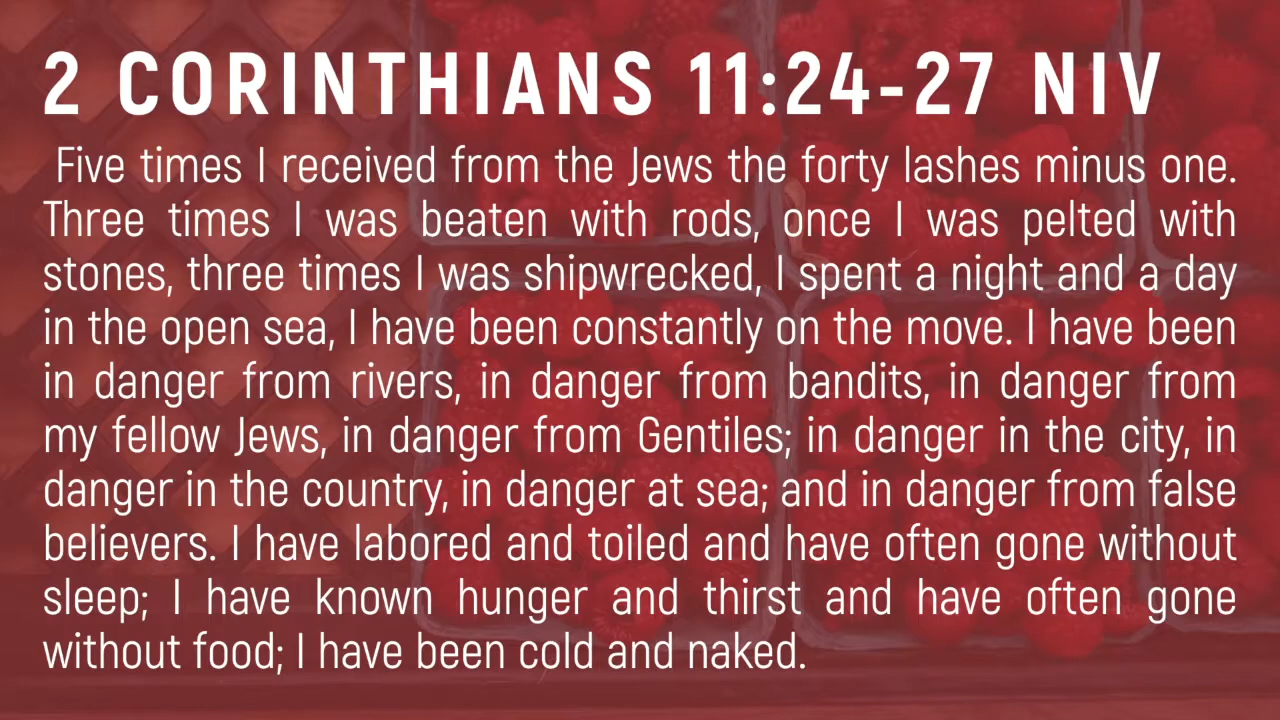 2 CORINTHIANS 11:24-27 NIV
Five times I received from the Jews the forty lashes minus one.
Three times I was beaten with rods, once I was pelted with
stones, three times I was shipwrecked, I spent a night and a day
in the open sea, I have been constantly on the move. I have been
in danger from rivers, in danger from bandits, in danger from
my fellow Jews, in danger from Gentiles; in danger in the city, in
danger in the country, in danger at sea; and in danger from false
believers. I have labored and toiled and have often gone without
sleep; I have known hunger and thirst and have often gone
without food; I have been cold and naked.